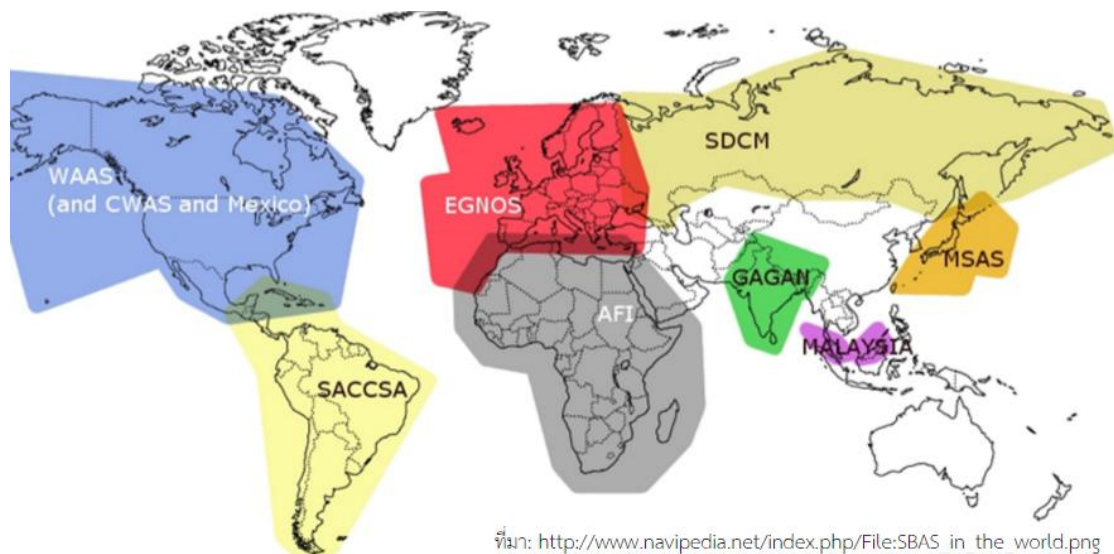 SDCM
WAAS
(and CWAS and Mexico)
EGNOS
MSAS
GAGAN
AFI
MALAYSIA
SACCSA
ที่มา: http://www.navipedia.net/index.php/File:SBAS_in_the_world.png